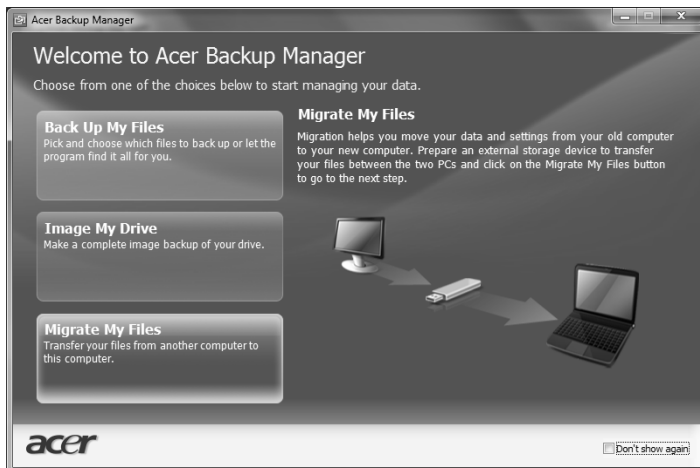 Acer Backup Manager
Welcome to Acer Backup Manager
Choose from one of the choices below to start managing your data.
Back Up My Files
Pick and choose which files to back up or let the
program find it all for you.
Image My Drive
Make a complete image backup of your drive.
Migrate My Files
Transfer your files from another computer to
this computer.
Migrate My Files
Migration helps you move your data and settings from your old computer
to your new computer. Prepare an external storage device to transfer
your files between the two PCs and click on the Migrate My Files button
to go to the next step.
acer
Don't show again